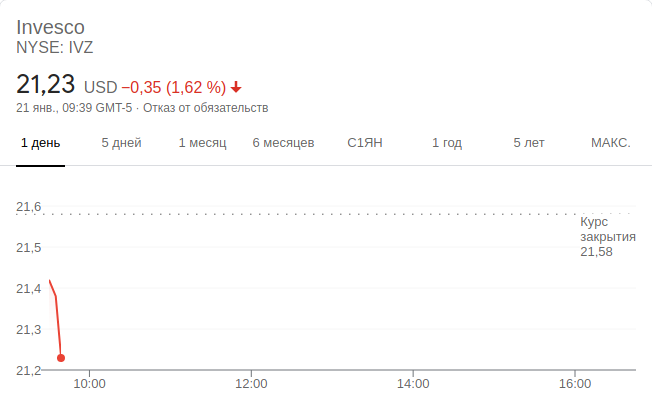 Invesco
NYSE: IVZ
21,23 USD −0,35 (1,62 %)
21 янв., 09:39 GMT-5 · Отказ от обязательств
1 день 5 дней 1 месяц 6 месяцев С1ЯН 1 год 5 лет МАКС.
21,6
Курс
закрытия
21,58
21,5
21,4
21,3
21,2
10:00 12:00 14:00 16:00